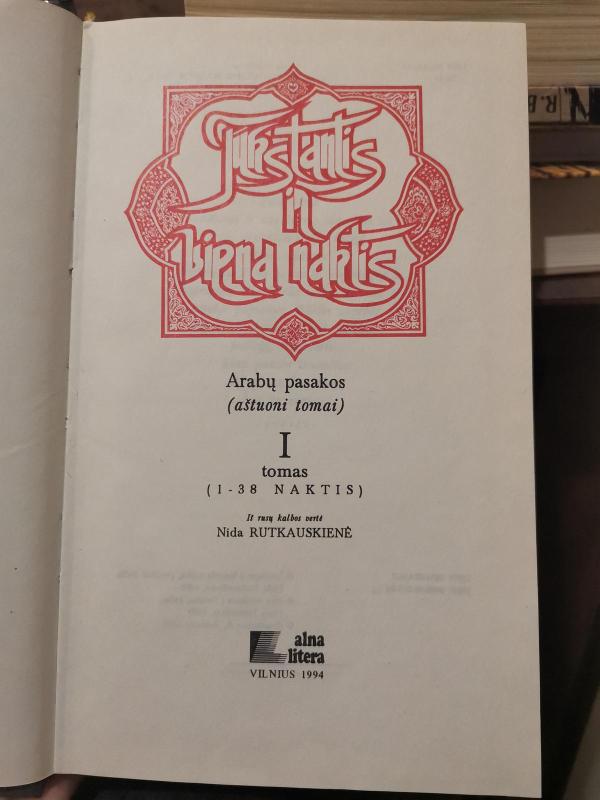 Tūkstantis
ir
viena naktis
Arabų pasakos
(aštuoni tomai)
I
tomas
(1-38 NAKTIS)
Iš rusų kalbos vertė
Nida RUTKAUSKIENĖ
alna
litera
VILNIUS 1994
R.B